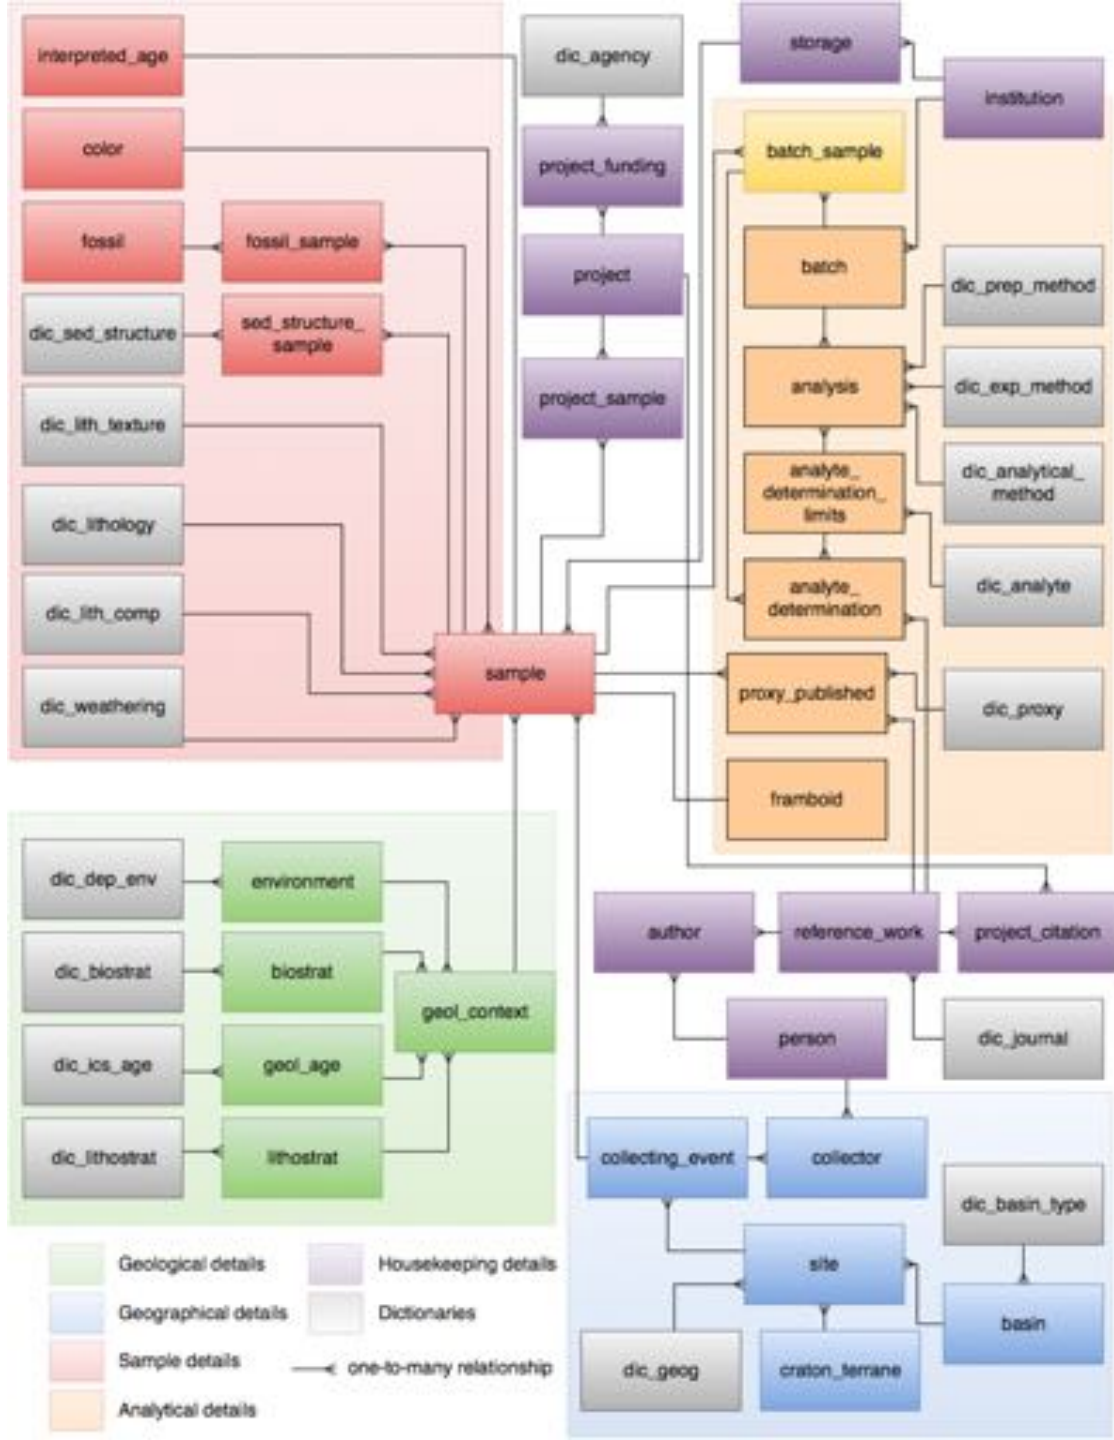 interpreted_age
dic_agency
storage
institution
color
project_funding
batch_sample
fossil
fossil_sample
project
batch
dic_prep_method
dic_sed_structure
sed_structure_
sample
project_sample
analysis
dic_exp_method
dic_lith_texture
analyte_
determination_
limits
dic_analytical_
method
dic_lithology
dic_lith_comp
analyte_
determination
dic_analyte
sample
dic_weathering
proxy_published
dic_proxy
framboid
dic_dep_env
environment
author
reference_work
project_citation
dic_biostrat
biostrat
geol_context
person
dic_journal
dic_ics_age
geol_age
dic_lithostrat
lithostrat
collecting_event
collector
dic_basin_type
site
basin
dic_geog
craton_terrane
Geological details
Housekeeping details
Geographical details
Dictionaries
Sample details
one-to-many relationship
Analytical details